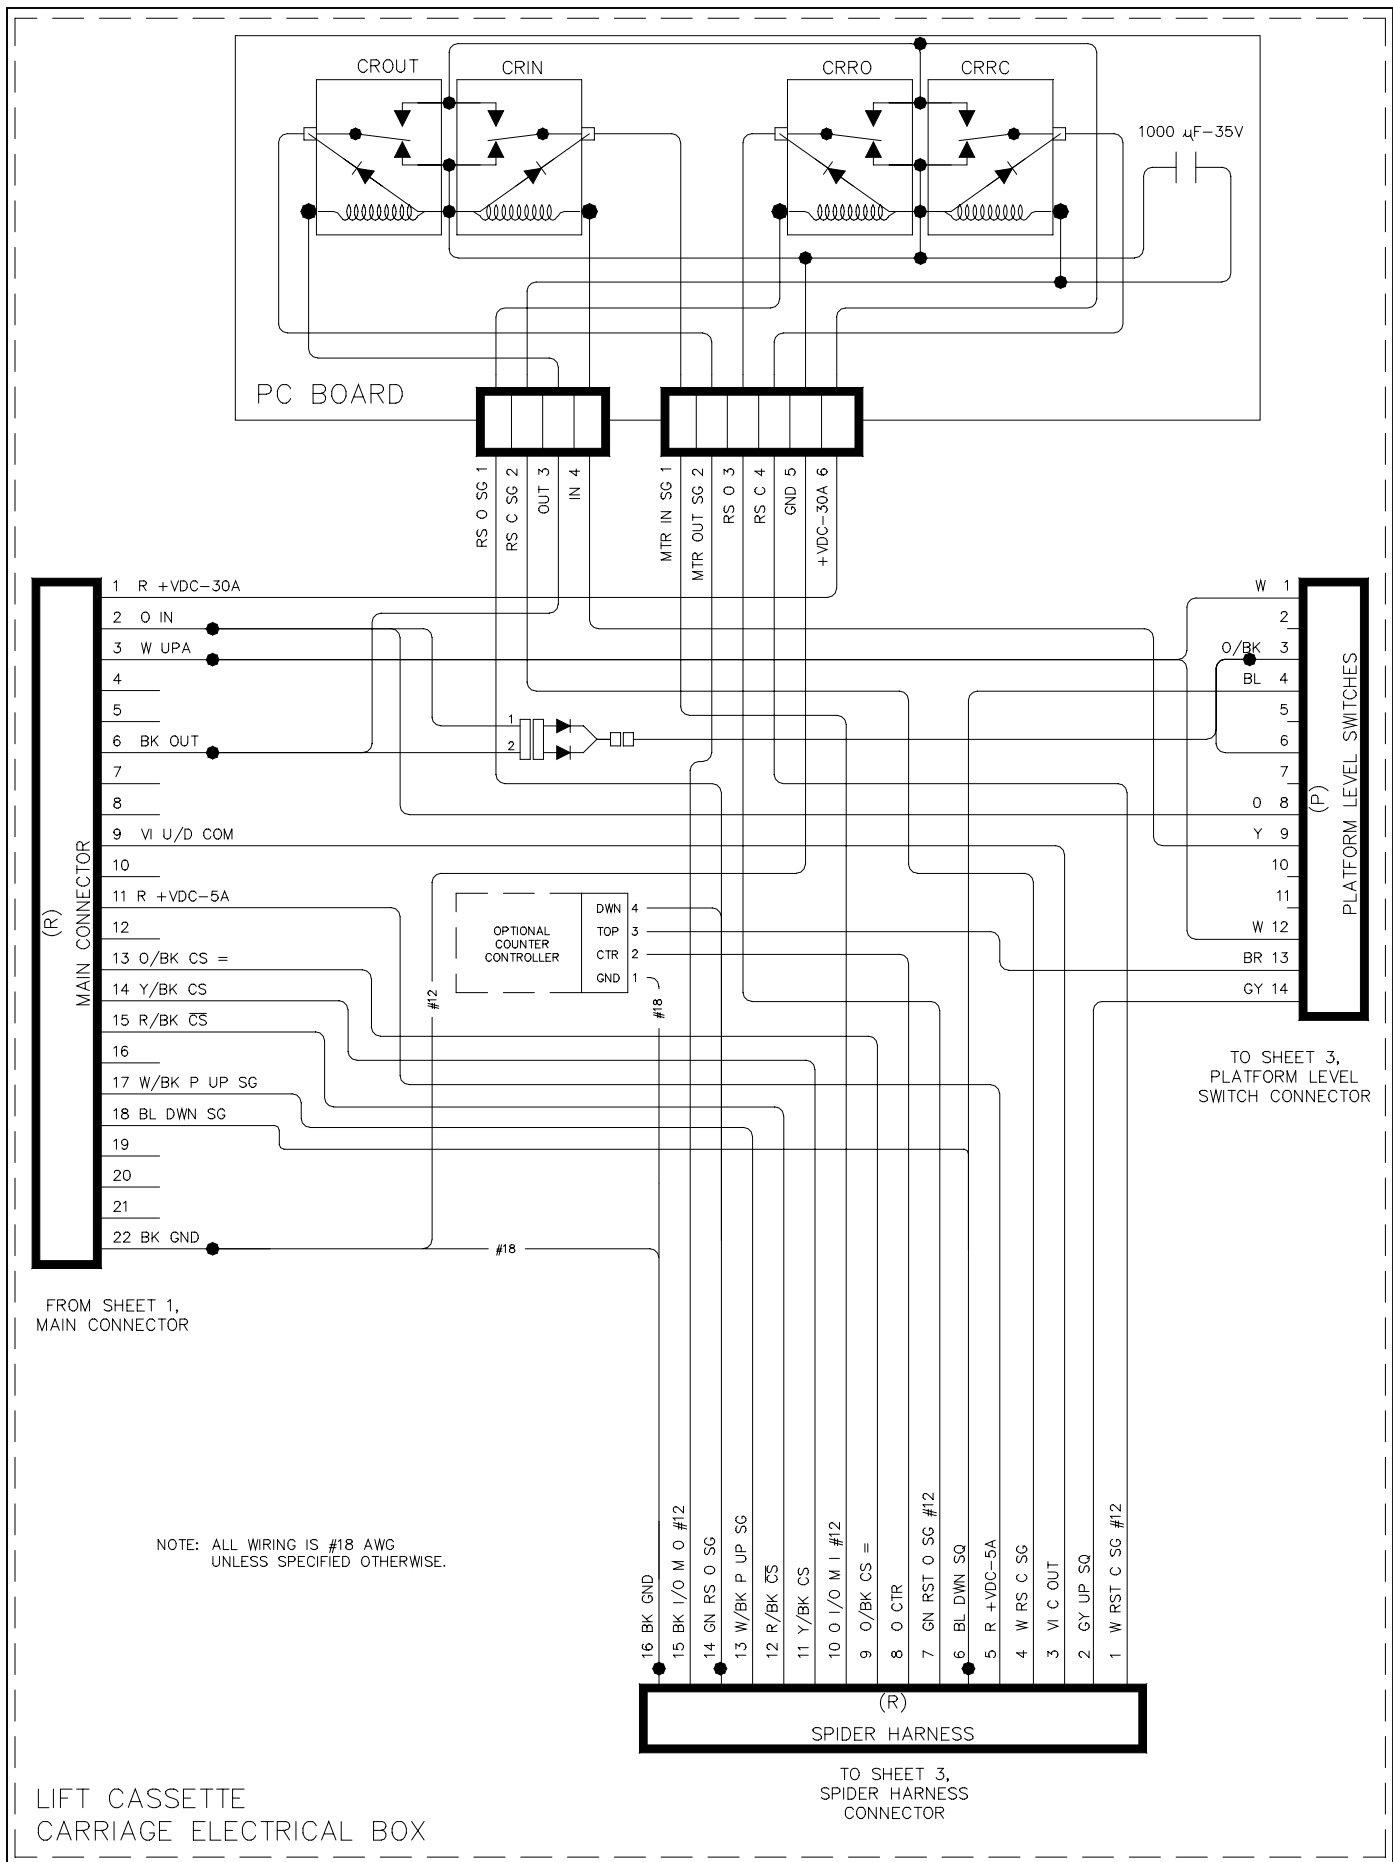 CROUT
CRIN
CRRO
CRRC
1000 µF-35V
PC BOARD
RS O SG 1
RS C SG 2
OUT 3
IN 4
MTR IN SG 1
MTR OUT SG 2
RS O 3
RS C 4
GND 5
+VDC-30A 6
1 R +VDC-30A
2 O IN
3 W UPA
4
5
6 BK OUT
7
8
9 VI U/D COM
10
11 R +VDC-5A
12
13 O/BK CS =
14 Y/BK CS
15 R/BK C̅S̅
16
17 W/BK P UP SG
18 BL DWN SG
19
20
21
22 BK GND
(R)
MAIN CONNECTOR
FROM SHEET 1,
MAIN CONNECTOR
1
2
OPTIONAL
COUNTER
CONTROLLER
DWN 4
TOP 3
CTR 2
GND 1
#12
#18
#18
W 1
2
O/BK 3
BL 4
5
6
7
O 8
Y 9
10
11
W 12
BR 13
GY 14
(P)
PLATFORM LEVEL SWITCHES
TO SHEET 3,
PLATFORM LEVEL
SWITCH CONNECTOR
NOTE: ALL WIRING IS #18 AWG
UNLESS SPECIFIED OTHERWISE.
16 BK GND
15 BK I/O M O #12
14 GN RS O SG
13 W/BK P UP SG
12 R/BK C̅S̅
11 Y/BK CS
10 O I/O M I #12
9 O/BK CS =
8 O CTR
7 GN RST O SG #12
6 BL DWN SQ
5 R +VDC-5A
4 W RS C SG
3 VI C OUT
2 GY UP SQ
1 W RST C SG #12
(R)
SPIDER HARNESS
TO SHEET 3,
SPIDER HARNESS
CONNECTOR
LIFT CASSETTE
CARRIAGE ELECTRICAL BOX